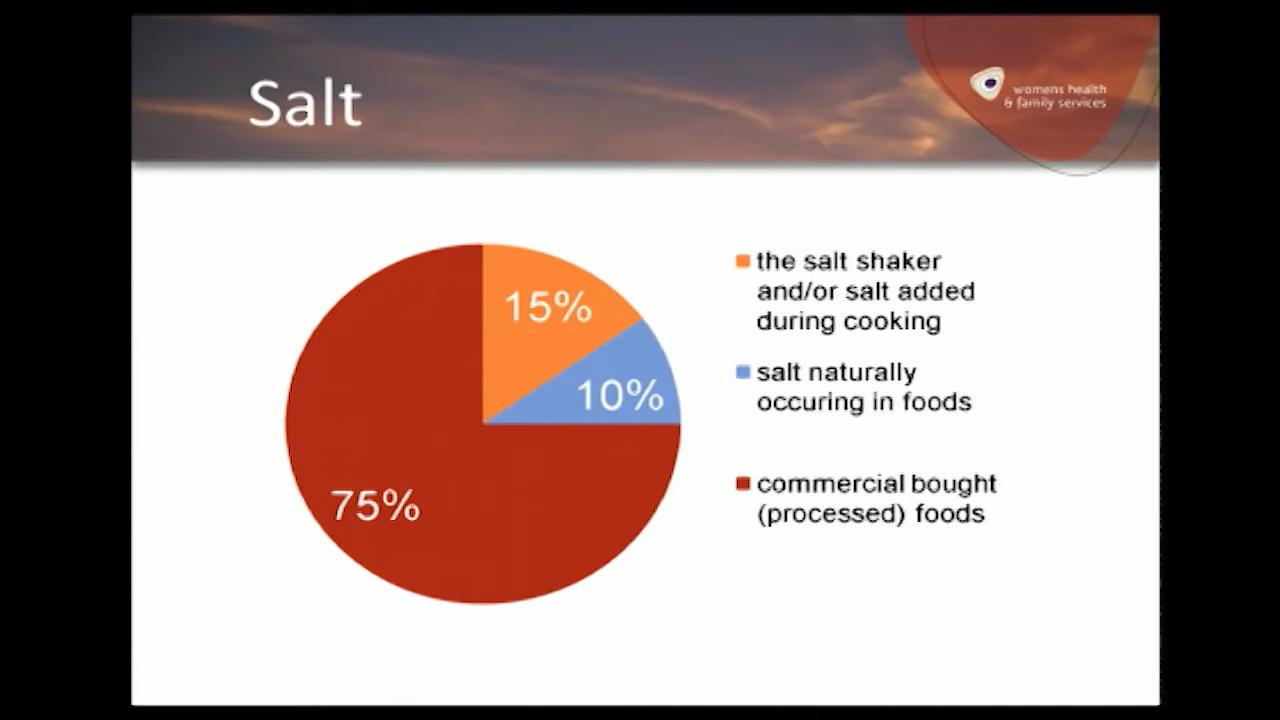 Salt
womens health
& family services
15%
10%
75%
the salt shaker
and/or salt added
during cooking
salt naturally
occuring in foods
commercial bought
(processed) foods